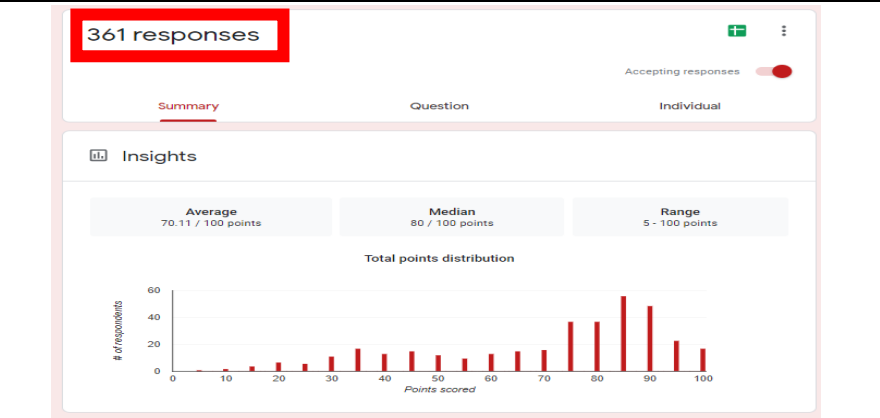 361 responses
Accepting responses
Summary Question Individual
Insights
Average Median Range
70.11 / 100 points 80 / 100 points 5 - 100 points
Total points distribution
60
40
20
0
# of respondents
0 10 20 30 40 50 60 70 80 90 100
Points scored